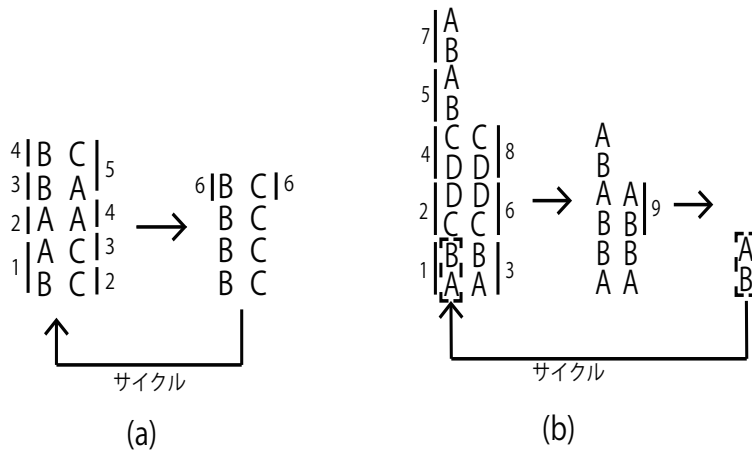 7 A
B
5 A
B
4 B C 5
3 B A
2 A A 4
1 A C 3
B C 2
6 B C 6
B C
B C
B C
サイクル
(a)
4 C C 8
D D
2 D D 6
C C
1 B B 3
A A
A
B
A A 9
B B
B B
A A
A
B
サイクル
(b)